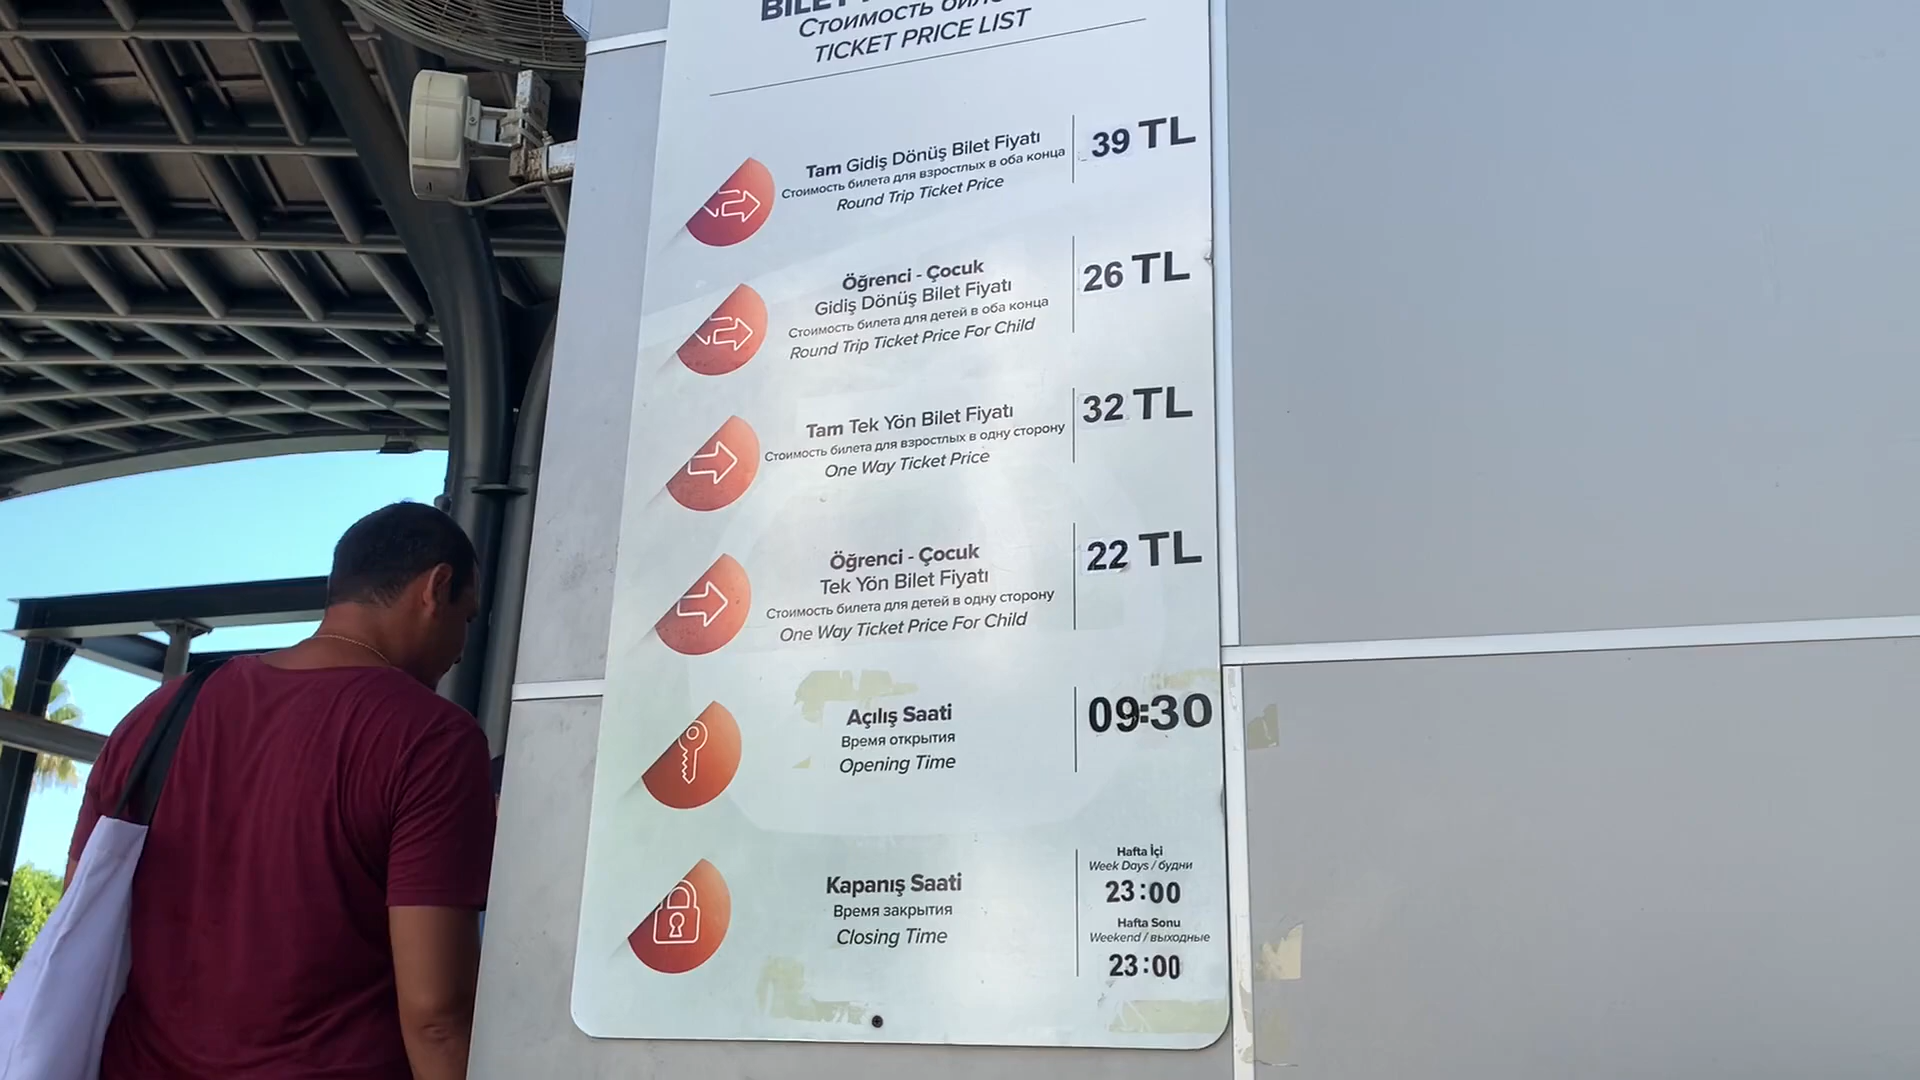 Стоимость
TICKET PRICE LIST
Tam Gidiş Dönüş Bilet Fiyatı
Стоимость билета для взрослых в оба конца
Round Trip Ticket Price
39 TL
Öğrenci - Çocuk
Gidiş Dönüş Bilet Fiyatı
Стоимость билета для детей в оба конца
Round Trip Ticket Price For Child
26 TL
Tam Tek Yön Bilet Fiyatı
Стоимость билета для взрослых в одну сторону
One Way Ticket Price
32 TL
Öğrenci - Çocuk
Tek Yön Bilet Fiyatı
Стоимость билета для детей в одну сторону
One Way Ticket Price For Child
22 TL
Açılış Saati
Время открытия
Opening Time
09:30
Kapanış Saati
Время закрытия
Closing Time
Hafta İçi
Week Days / будни
23:00
Hafta Sonu
Weekend / выходные
23:00